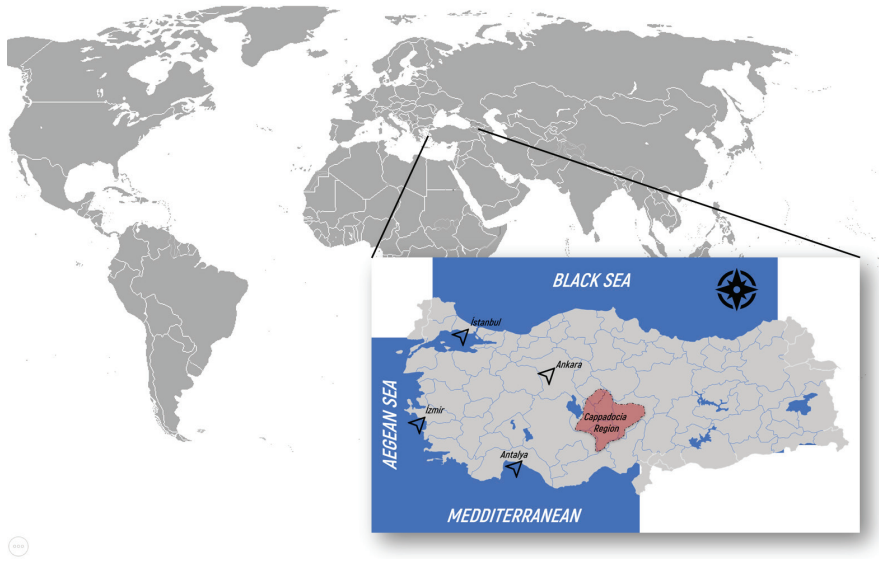 BLACK SEA
İstanbul
Ankara
AEGEAN SEA
İzmir
Cappadocia
Region
Antalya
MEDDITERRANEAN